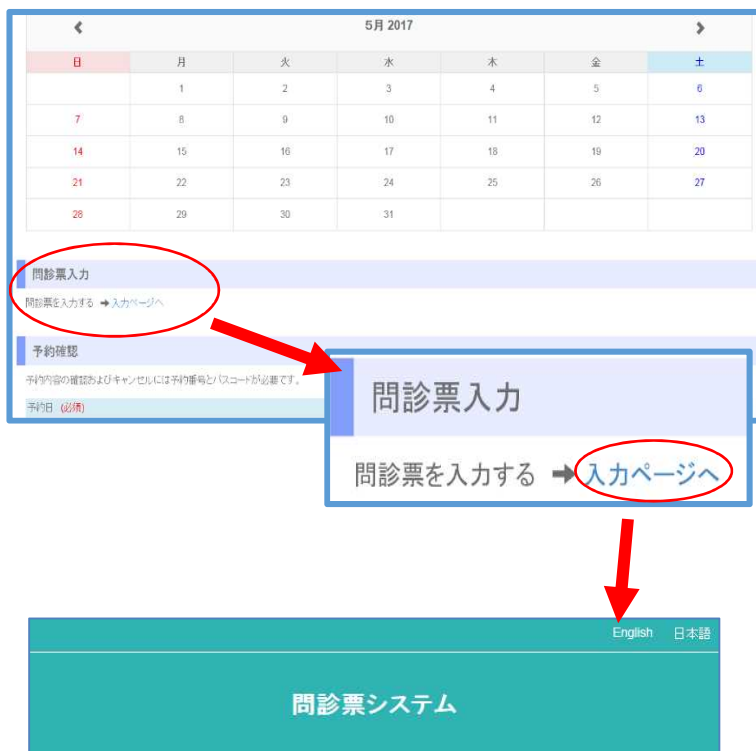 5月 2017
日 月 火 水 木 金 土
1 2 3 4 5 6
7 8 9 10 11 12 13
14 15 16 17 18 19 20
21 22 23 24 25 26 27
28 29 30 31
問診票入力
問診票を入力する ➡ 入力ページへ
予約確認
予約内容の確認およびキャンセルには予約番号とパスコードが必要です。
予約日 (必須)
問診票入力
問診票を入力する ➡ 入力ページへ
English 日本語
問診票システム